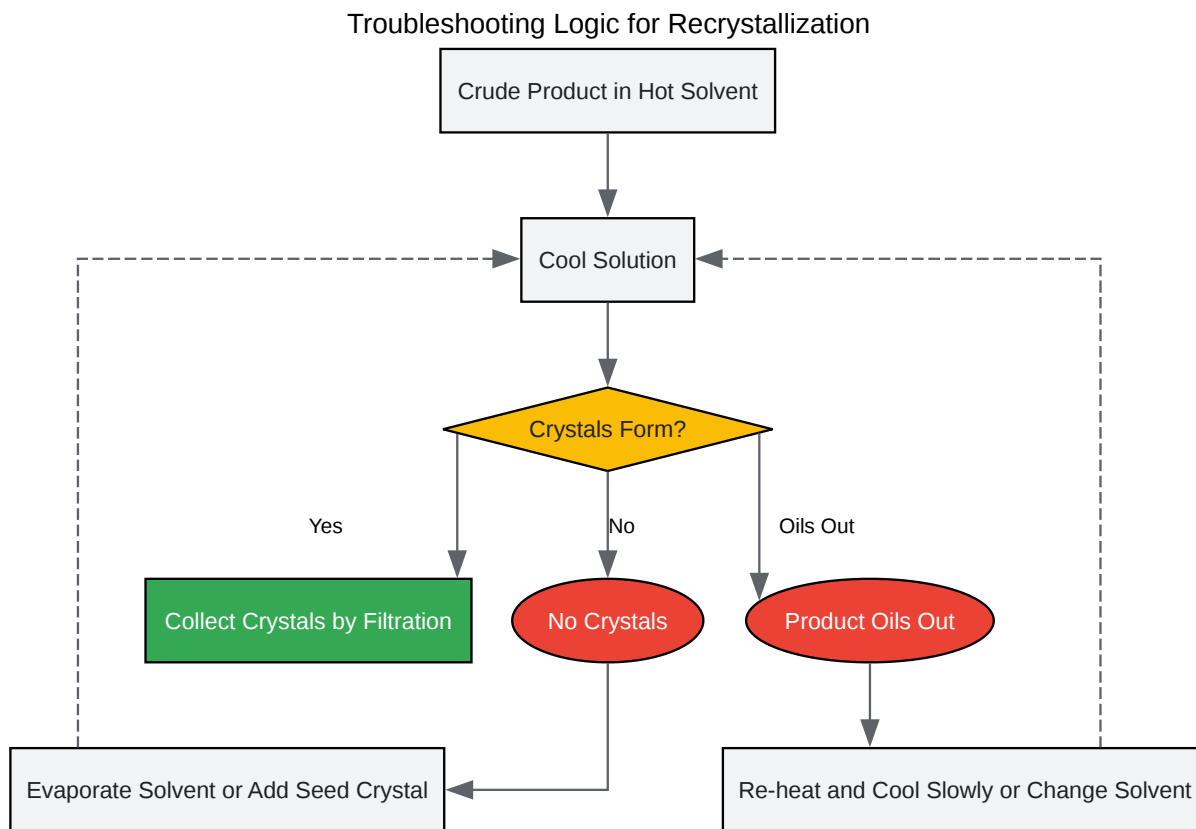 Troubleshooting Logic for Recrystallization
Crude Product in Hot Solvent
Cool Solution
Crystals Form?
Yes
No
Oils Out
Collect Crystals by Filtration
No Crystals
Product Oils Out
Evaporate Solvent or Add Seed Crystal
Re-heat and Cool Slowly or Change Solvent